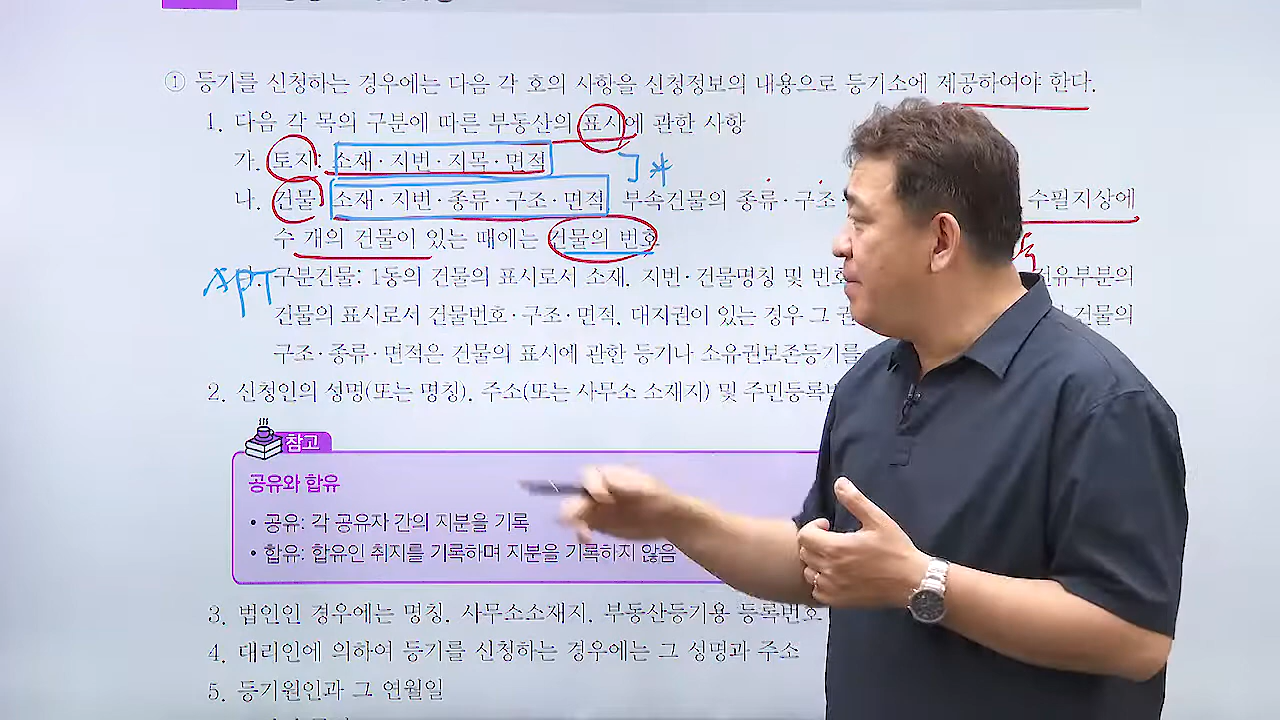 ① 등기를 신청하는 경우에는 다음 각 호의 사항을 신청정보의 내용으로 등기소에 제공하여야 한다.
1. 다음 각 목의 구분에 따른 부동산의 표시에 관한 사항
가. 토지: 소재·지번·지목·면적
나. 건물: 소재·지번·종류·구조·면적 부속건물의 종류·구조· 수필지상에
수 개의 건물이 있는 때에는 건물의 번호
APT 구분건물: 1동의 건물의 표시로서 소재, 지번·건물명칭 및 번호
건물의 표시로서 건물번호·구조·면적, 대지권이 있는 경우 그 건물의
구조·종류·면적은 건물의 표시에 관한 등기나 소유권보존등기를
2. 신청인의 성명(또는 명칭), 주소(또는 사무소 소재지) 및 주민등록
참고
공유와 합유
• 공유: 각 공유자 간의 지분을 기록
• 합유: 합유인 취지를 기록하며 지분을 기록하지 않음
3. 법인인 경우에는 명칭, 사무소소재지, 부동산등기용 등록번호
4. 대리인에 의하여 등기를 신청하는 경우에는 그 성명과 주소
5. 등기원인과 그 연월일